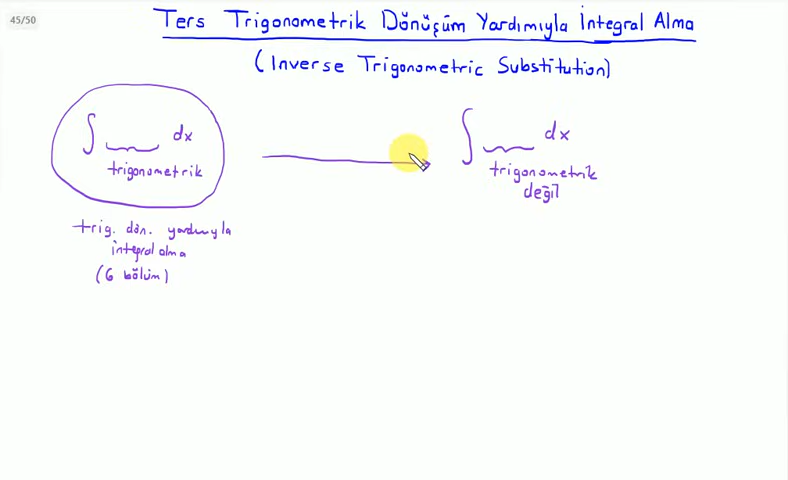 45/50
Ters Trigonometrik Dönüşüm Yardımıyla İntegral Alma
(Inverse Trigonometric Substitution)
∫ dx
trigonometrik
trig. dön. yardımıyla
integral alma
(6 bölüm)
∫ dx
trigonometrik
değil